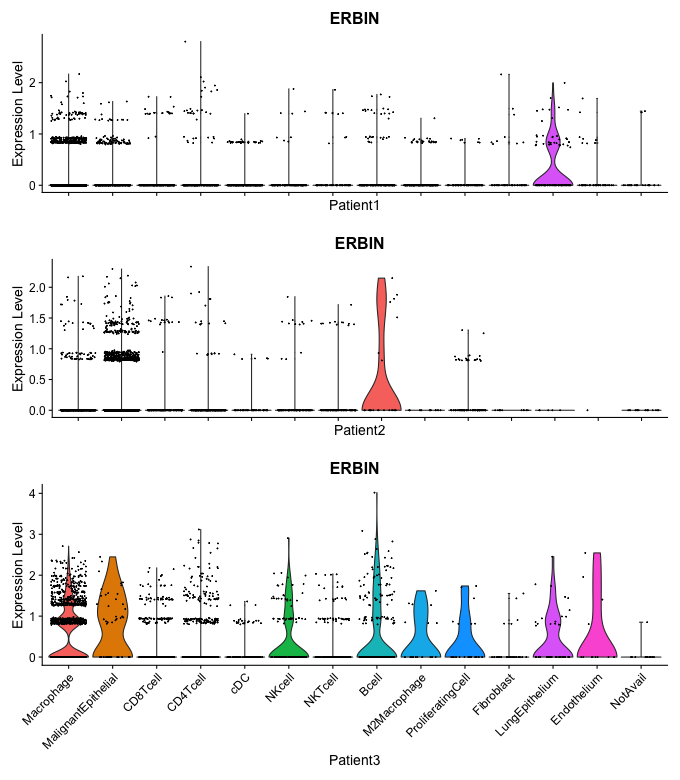 ERBIN
Expression Level
2
1
0
Patient1
ERBIN
Expression Level
2.0
1.5
1.0
0.5
0.0
Patient2
ERBIN
Expression Level
4
3
2
1
0
Macrophage
MalignantEpithelial
CD8Tcell
CD4Tcell
cDC
NKcell
NKTcell
Bcell
M2Macrophage
ProliferatingCell
Fibroblast
LungEpithelium
Endothelium
NotAvail
Patient3